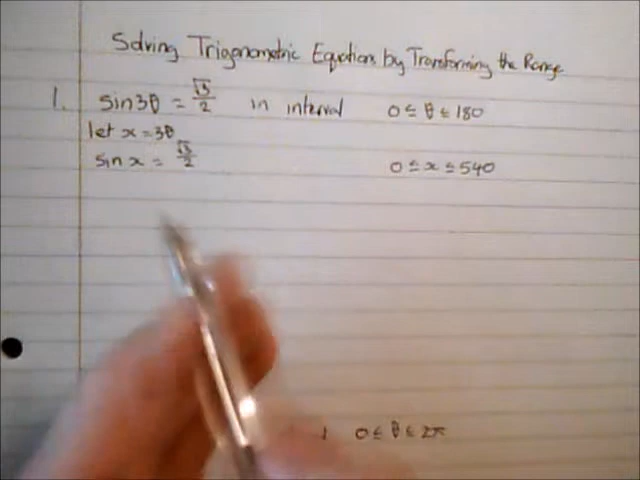 Solving Trigonometric Equations by Transforming the Range
1. sin3θ = √3/2 in interval 0 ≤ θ ≤ 180
let x = 3θ
sin x = √3/2 0 ≤ x ≤ 540
0 ≤ θ ≤ 2π